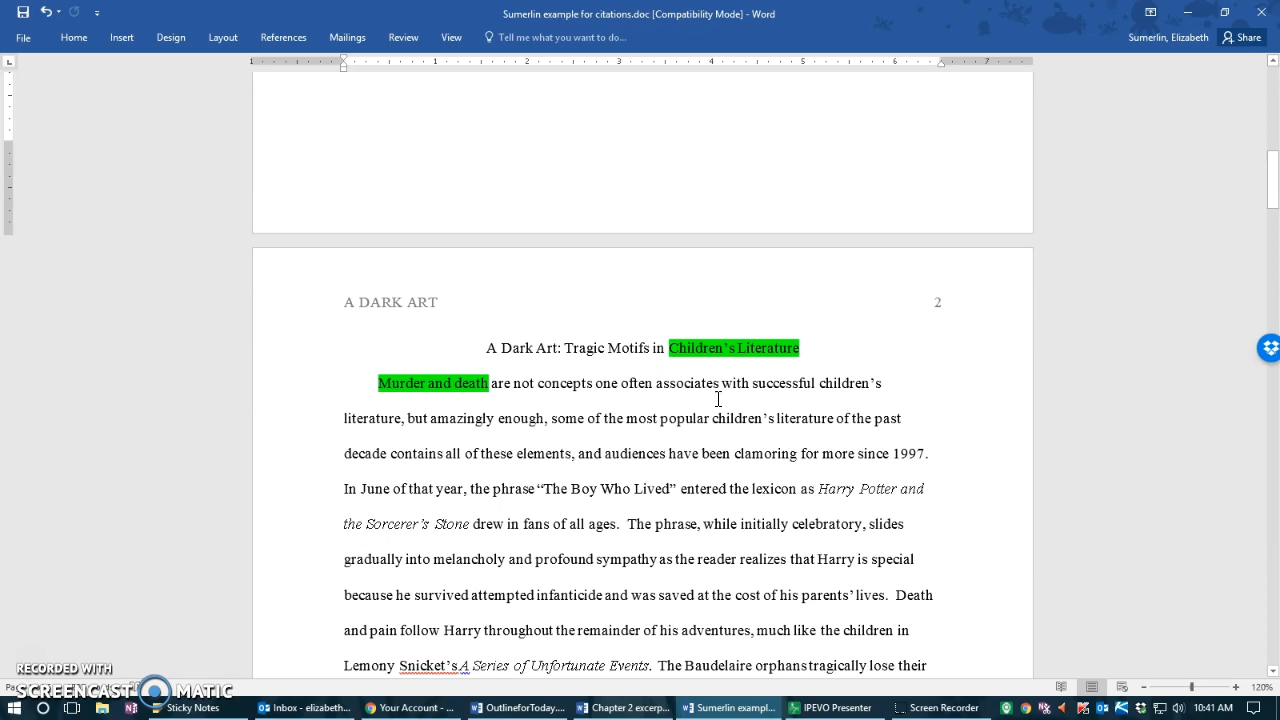 Sumerlin example for citations.doc [Compatibility Mode] - Word
File Home Insert Design Layout References Mailings Review View Tell me what you want to do... Sumerlin, Elizabeth Share
1 1 2 3 4 5 6 7
A DARK ART 2
A Dark Art: Tragic Motifs in Children’s Literature
Murder and death are not concepts one often associates with successful children’s
literature, but amazingly enough, some of the most popular children’s literature of the past
decade contains all of these elements, and audiences have been clamoring for more since 1997.
In June of that year, the phrase “The Boy Who Lived” entered the lexicon as Harry Potter and
the Sorcerer’s Stone drew in fans of all ages.  The phrase, while initially celebratory, slides
gradually into melancholy and profound sympathy as the reader realizes that Harry is special
because he survived attempted infanticide and was saved at the cost of his parents’ lives.  Death
and pain follow Harry throughout the remainder of his adventures, much like the children in
Lemony Snicket’s A Series of Unfortunate Events.  The Baudelaire orphans tragically lose their
RECORDED WITH
SCREENCAST MATIC
120%
Sticky Notes Inbox - elizabeth... Your Account - ... OutlineforToday.... Chapter 2 excerp... Sumerlin exampl... IPEVO Presenter Screen Recorder 10:41 AM